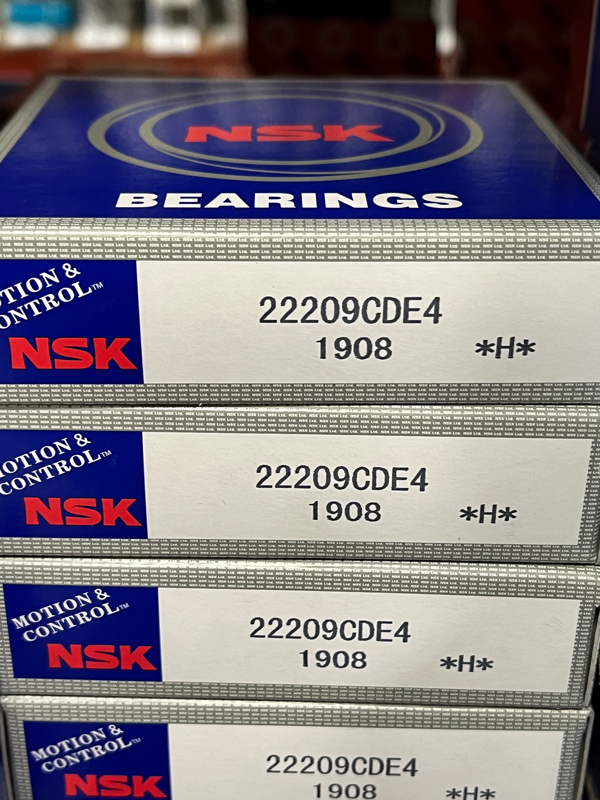 NSK
BEARINGS
MOTION &
CONTROL™
NSK
22209CDE4
1908 *H*
MOTION &
CONTROL™
NSK
22209CDE4
1908 *H*
MOTION &
CONTROL™
NSK
22209CDE4
1908 *H*
MOTION &
CONTROL™
NSK
22209CDE4
1908 *H*